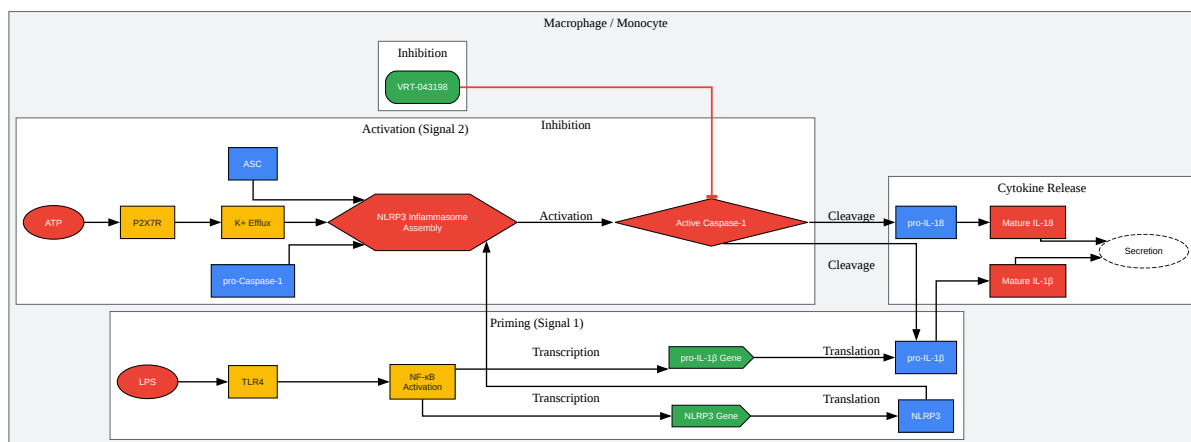 Macrophage / Monocyte
Inhibition
VRT-043198
Activation (Signal 2)
Inhibition
ASC
ATP
P2X7R
K+ Efflux
NLRP3 Inflammasome
Assembly
Activation
Active Caspase-1
pro-Caspase-1
Cleavage
Cleavage
Cytokine Release
pro-IL-18
Mature IL-18
Secretion
Mature IL-1β
Priming (Signal 1)
LPS
TLR4
NF-κB
Activation
Transcription
pro-IL-1β Gene
Translation
pro-IL-1β
Transcription
NLRP3 Gene
Translation
NLRP3